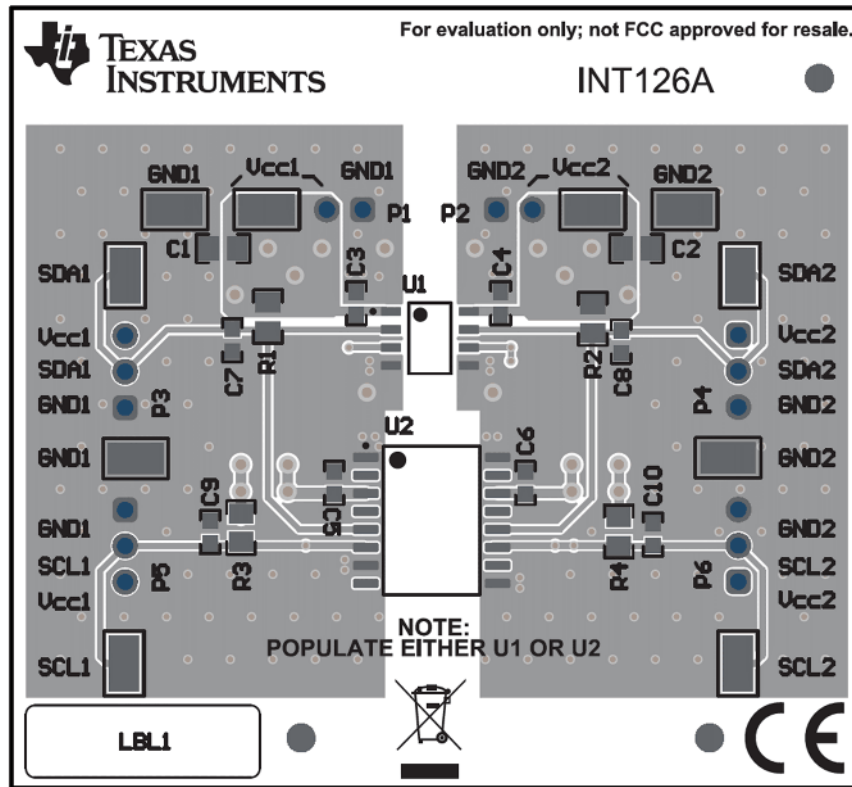 For evaluation only; not FCC approved for resale.
TEXAS
INSTRUMENTS
INT126A
GND1
Vcc1
GND1
P1
P2
GND2
Vcc2
GND2
C1
C3
U1
C4
C2
SDA1
SDA2
Vcc1
Vcc2
SDA1
C7
R1
R2
C8
SDA2
GND1
P3
P4
GND2
U2
GND1
C6
GND2
C9
C5
C10
GND1
GND2
SCL1
P5
R3
R4
P6
SCL2
Vcc1
Vcc2
NOTE:
POPULATE EITHER U1 OR U2
SCL1
SCL2
LBL1
CE